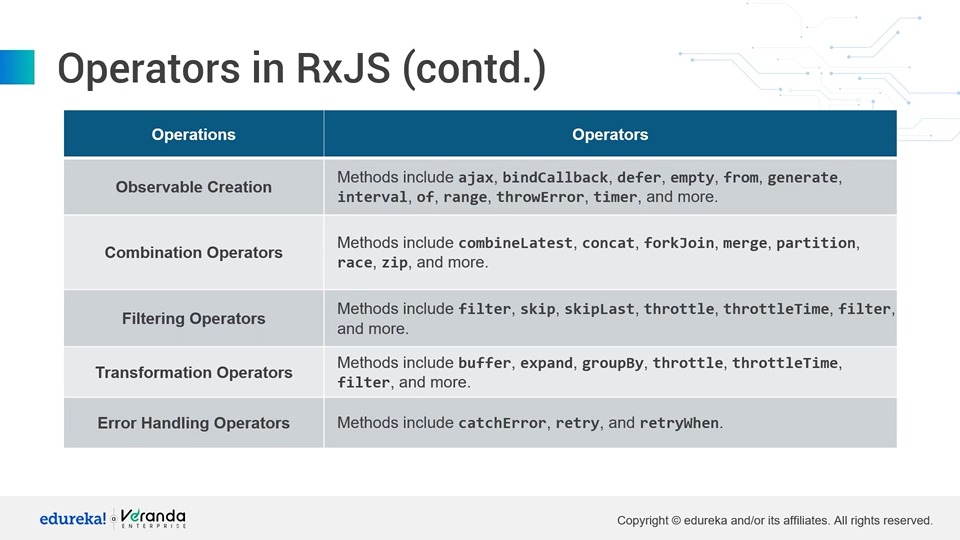 Operators in RxJS (contd.)
Operations
Operators
Observable Creation
Methods include ajax, bindCallback, defer, empty, from, generate,
interval, of, range, throwError, timer, and more.
Combination Operators
Methods include combineLatest, concat, forkJoin, merge, partition,
race, zip, and more.
Filtering Operators
Methods include filter, skip, skipLast, throttle, throttleTime, filter,
and more.
Transformation Operators
Methods include buffer, expand, groupBy, throttle, throttleTime,
filter, and more.
Error Handling Operators
Methods include catchError, retry, and retryWhen.
edureka!
Veranda
ENTERPRISE
Copyright © edureka and/or its affiliates. All rights reserved.